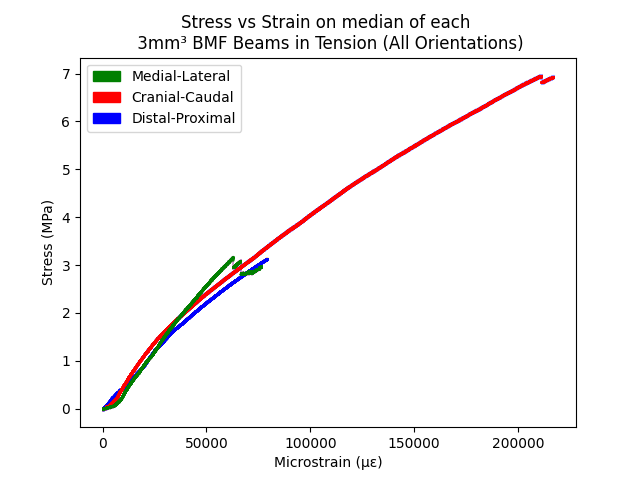 Stress vs Strain on median of each
3mm³ BMF Beams in Tension (All Orientations)
Medial-Lateral
Cranial-Caudal
Distal-Proximal
Stress (MPa)
7
6
5
4
3
2
1
0
0 50000 100000 150000 200000
Microstrain (με)